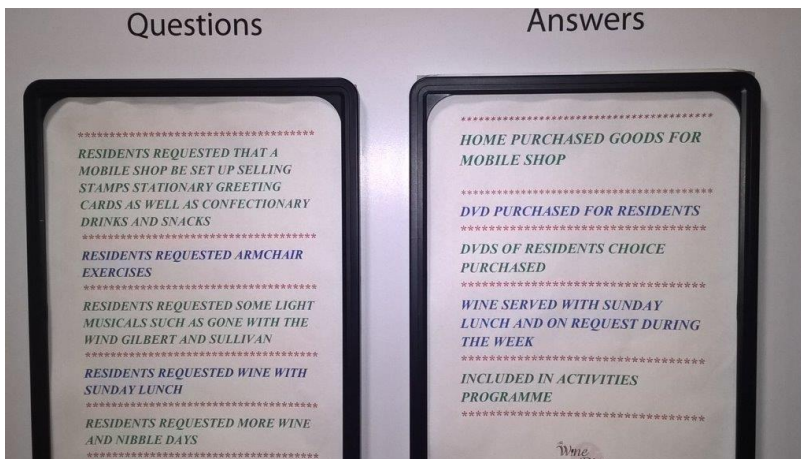 Questions
***********************************
RESIDENTS REQUESTED THAT A
MOBILE SHOP BE SET UP SELLING
STAMPS STATIONARY GREETING
CARDS AS WELL AS CONFECTIONARY
DRINKS AND SNACKS
***********************************
RESIDENTS REQUESTED ARMCHAIR
EXERCISES
***********************************
RESIDENTS REQUESTED SOME LIGHT
MUSICALS SUCH AS GONE WITH THE
WIND GILBERT AND SULLIVAN
***********************************
RESIDENTS REQUESTED WINE WITH
SUNDAY LUNCH
***********************************
RESIDENTS REQUESTED MORE WINE
AND NIBBLE DAYS
***********************************
Answers
***********************************
HOME PURCHASED GOODS FOR
MOBILE SHOP
***********************************
DVD PURCHASED FOR RESIDENTS
***********************************
DVDS OF RESIDENTS CHOICE
PURCHASED
***********************************
WINE SERVED WITH SUNDAY
LUNCH AND ON REQUEST DURING
THE WEEK
***********************************
INCLUDED IN ACTIVITIES
PROGRAMME
***********************************
Wine